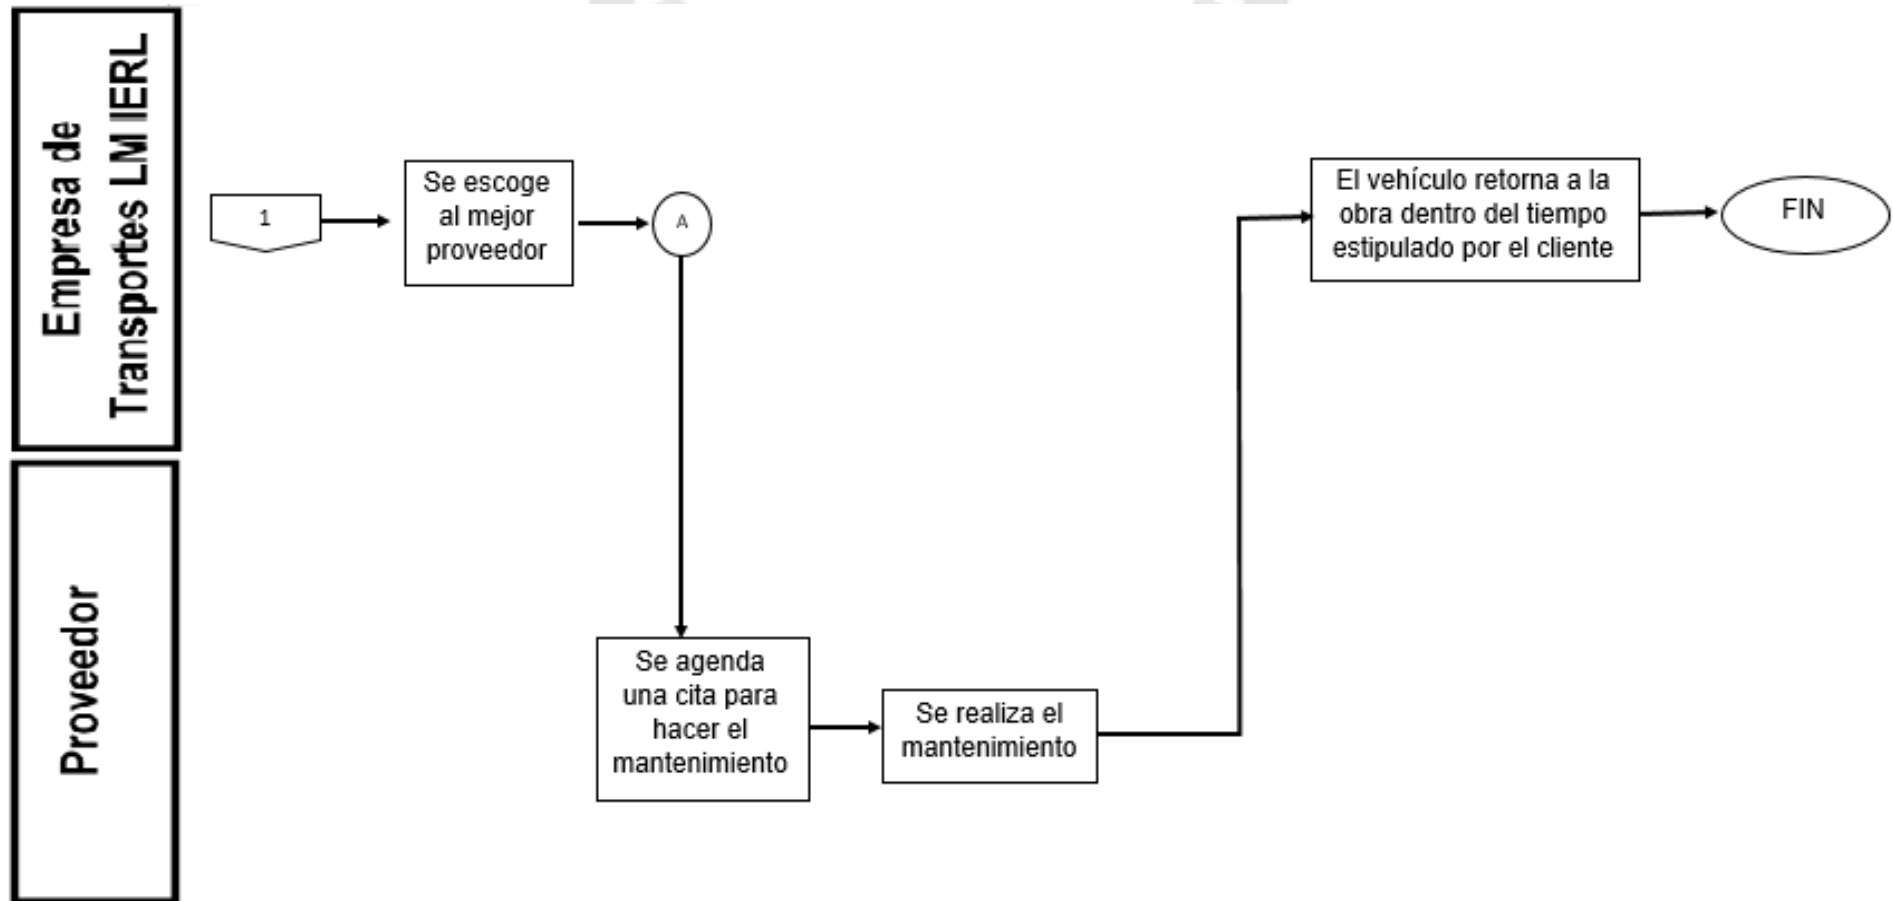 Empresa de
Transportes LM IERL
1
Se escoge
al mejor
proveedor
A
El vehículo retorna a la
obra dentro del tiempo
estipulado por el cliente
FIN
Proveedor
Se agenda
una cita para
hacer el
mantenimiento
Se realiza el
mantenimiento